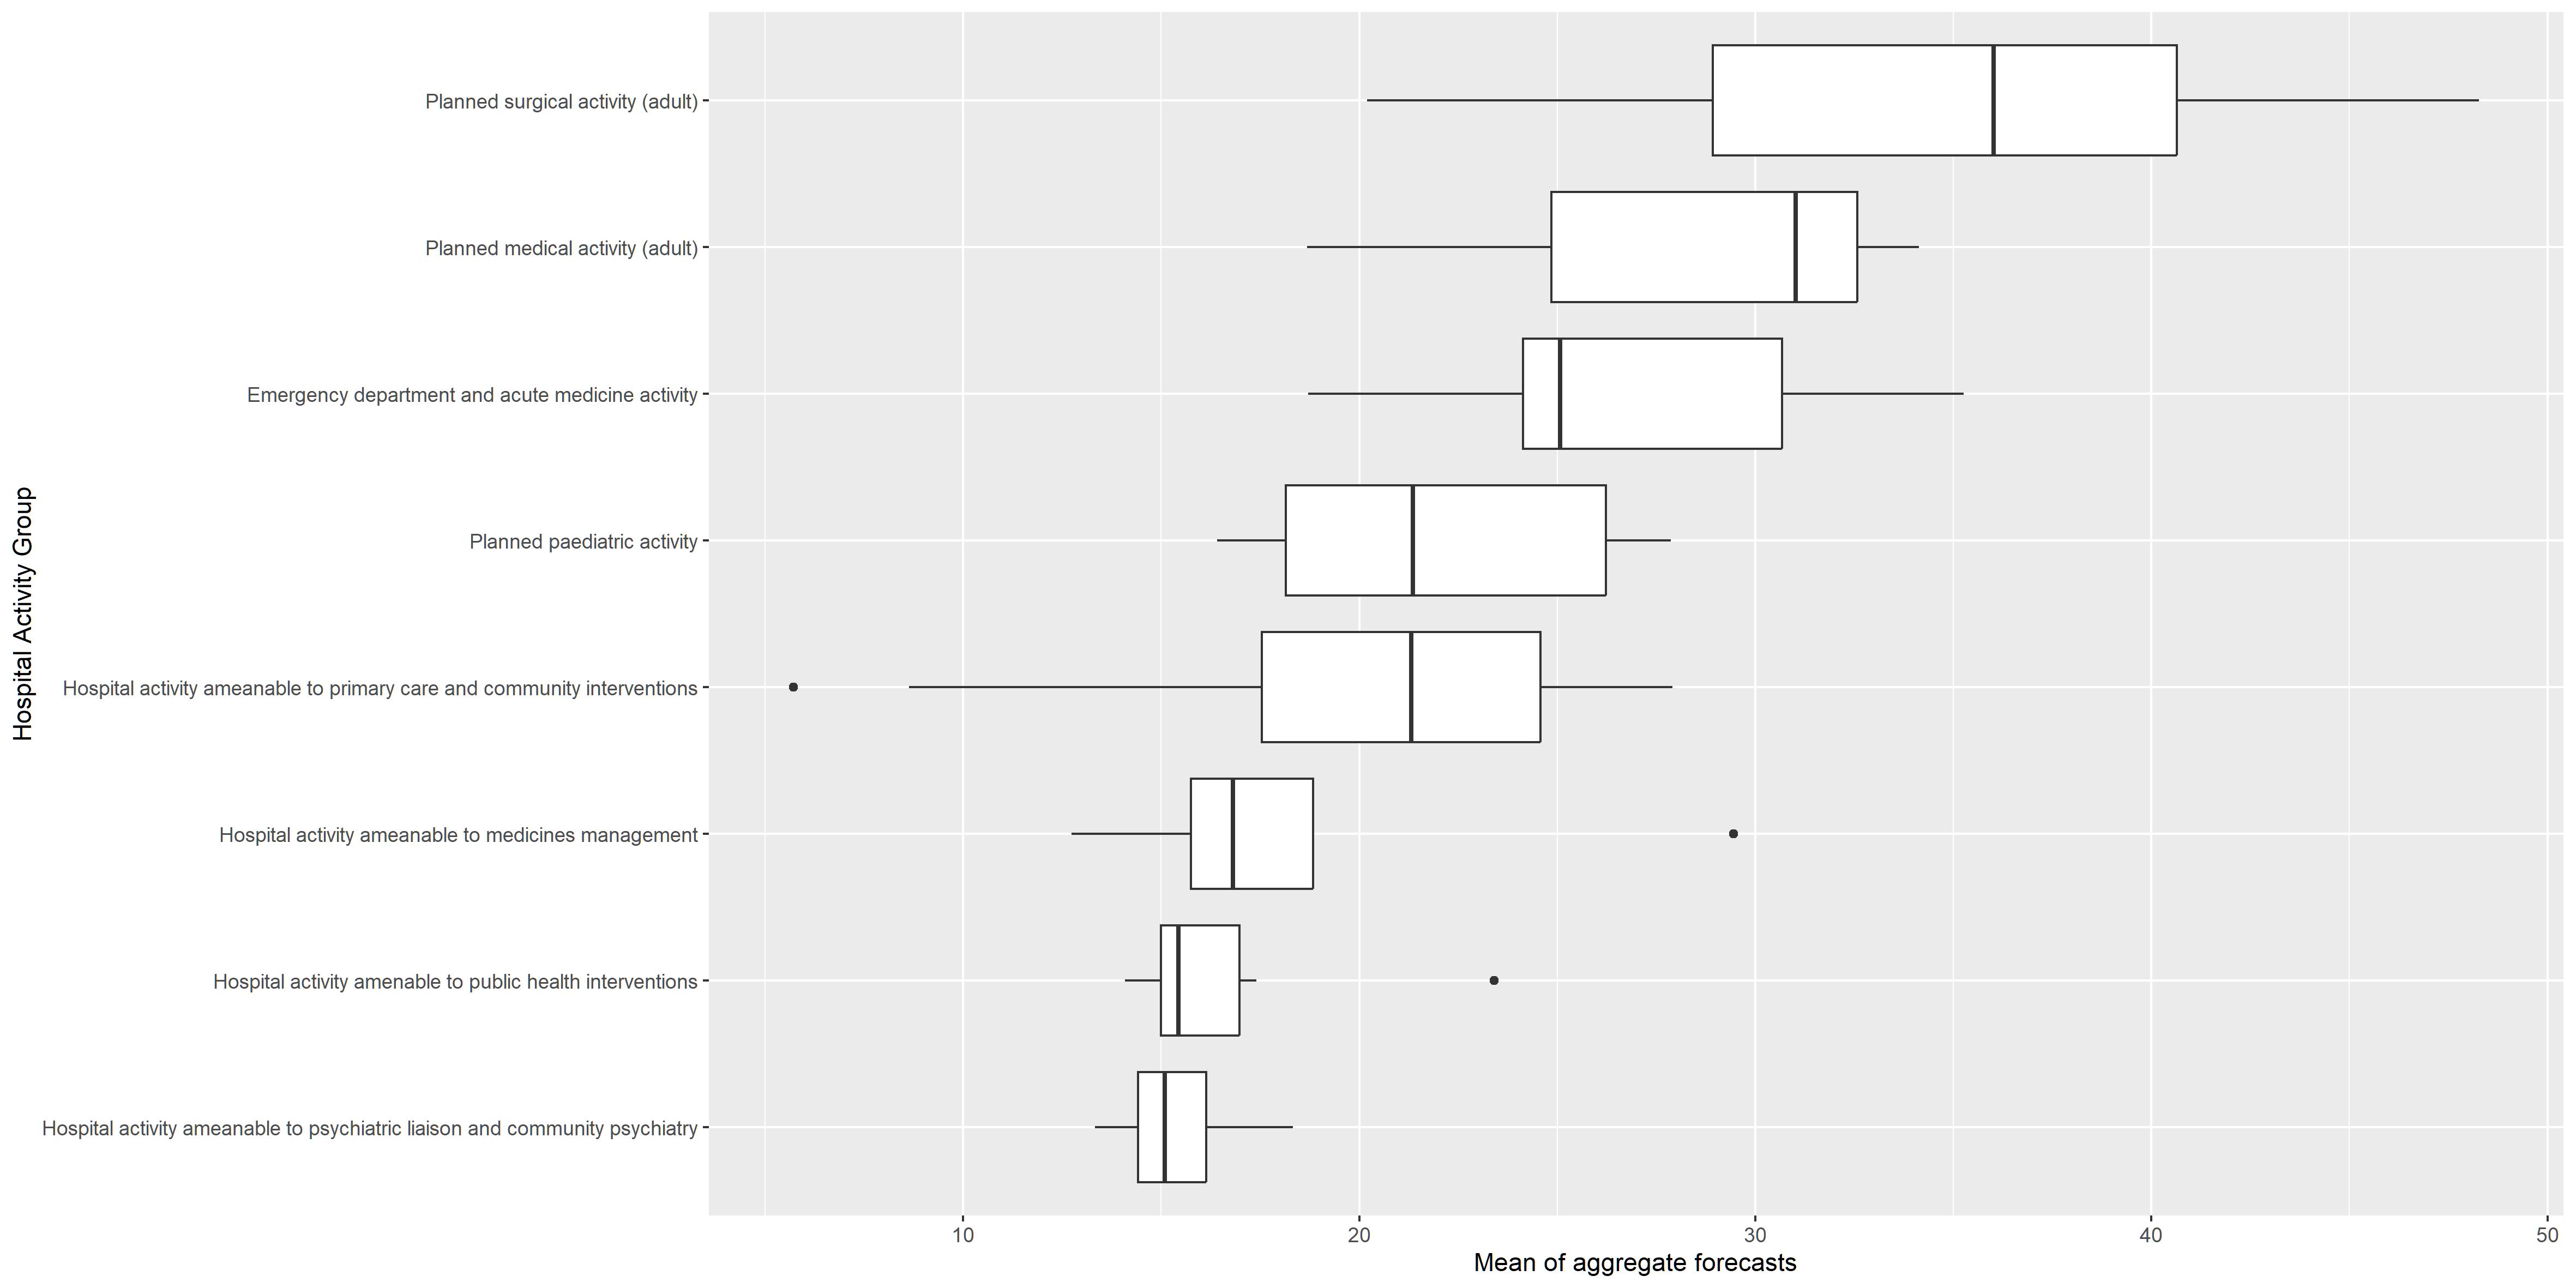 Planned surgical activity (adult)
Planned medical activity (adult)
Emergency department and acute medicine activity
Planned paediatric activity
Hospital activity ameanable to primary care and community interventions
Hospital activity ameanable to medicines management
Hospital activity amenable to public health interventions
Hospital activity ameanable to psychiatric liaison and community psychiatry
Hospital Activity Group
10 20 30 40 50
Mean of aggregate forecasts